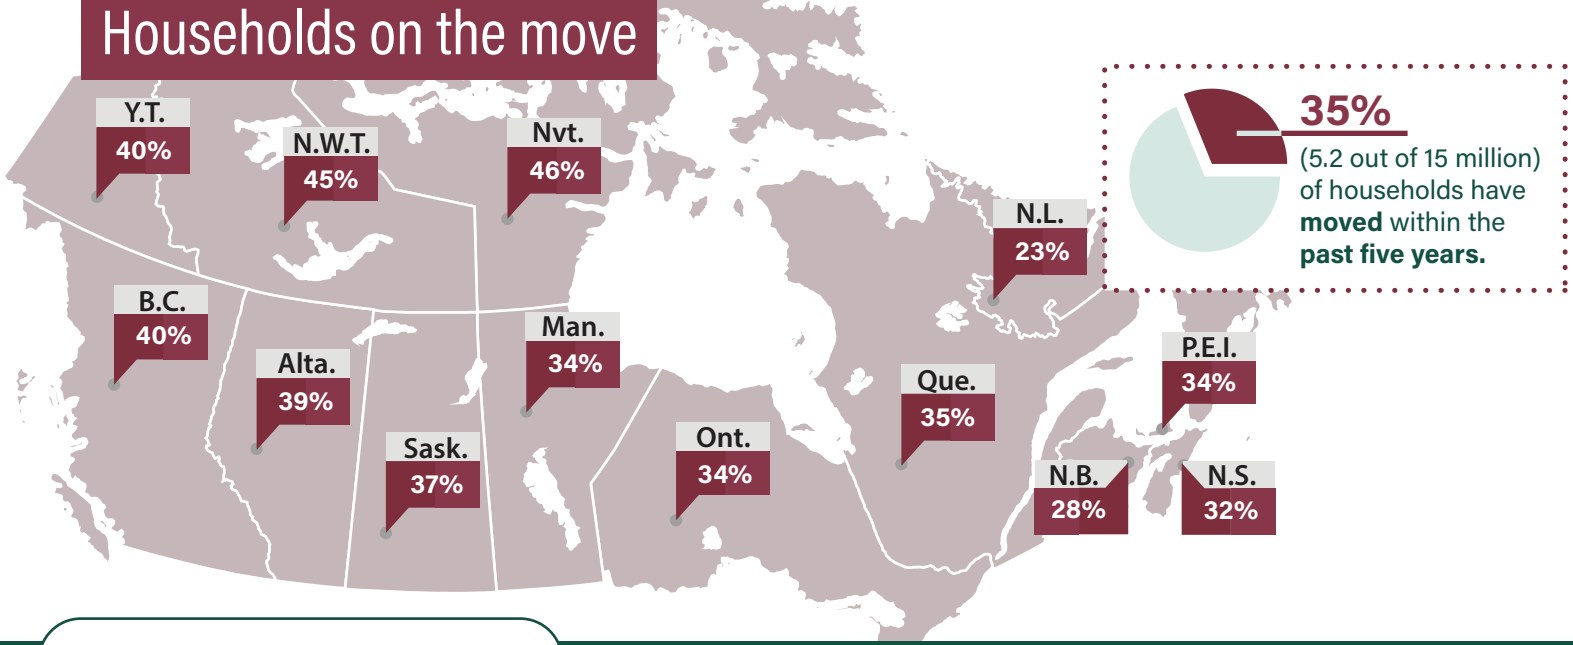 Households on the move
Y.T.
40%
N.W.T.
45%
Nvt.
46%
N.L.
23%
35%
(5.2 out of 15 million)
of households have
moved within the
past five years.
B.C.
40%
Alta.
39%
Sask.
37%
Man.
34%
Ont.
34%
Que.
35%
P.E.I.
34%
N.B.
28%
N.S.
32%